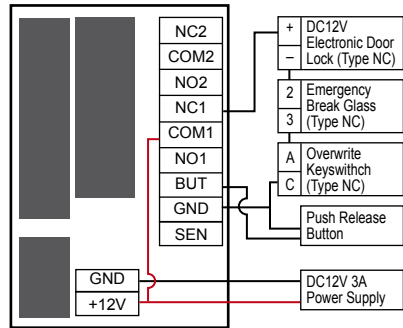 NC2
COM2
NO2
NC1
COM1
NO1
BUT
GND
SEN
GND
+12V
+ DC12V
Electronic Door
– Lock (Type NC)
2 Emergency
Break Glass
3 (Type NC)
A Overwrite
Keyswithch
C (Type NC)
Push Release
Button
DC12V 3A
Power Supply